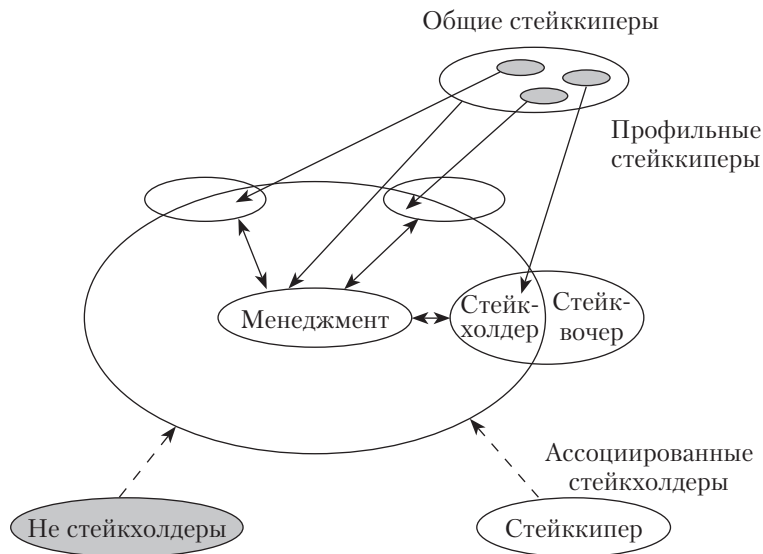 Общие стейккиперы
Профильные
стейккиперы
Менеджмент
Стейк-
холдер
Стейк-
вочер
Ассоциированные
стейкхолдеры
Не стейкхолдеры
Стейккипер